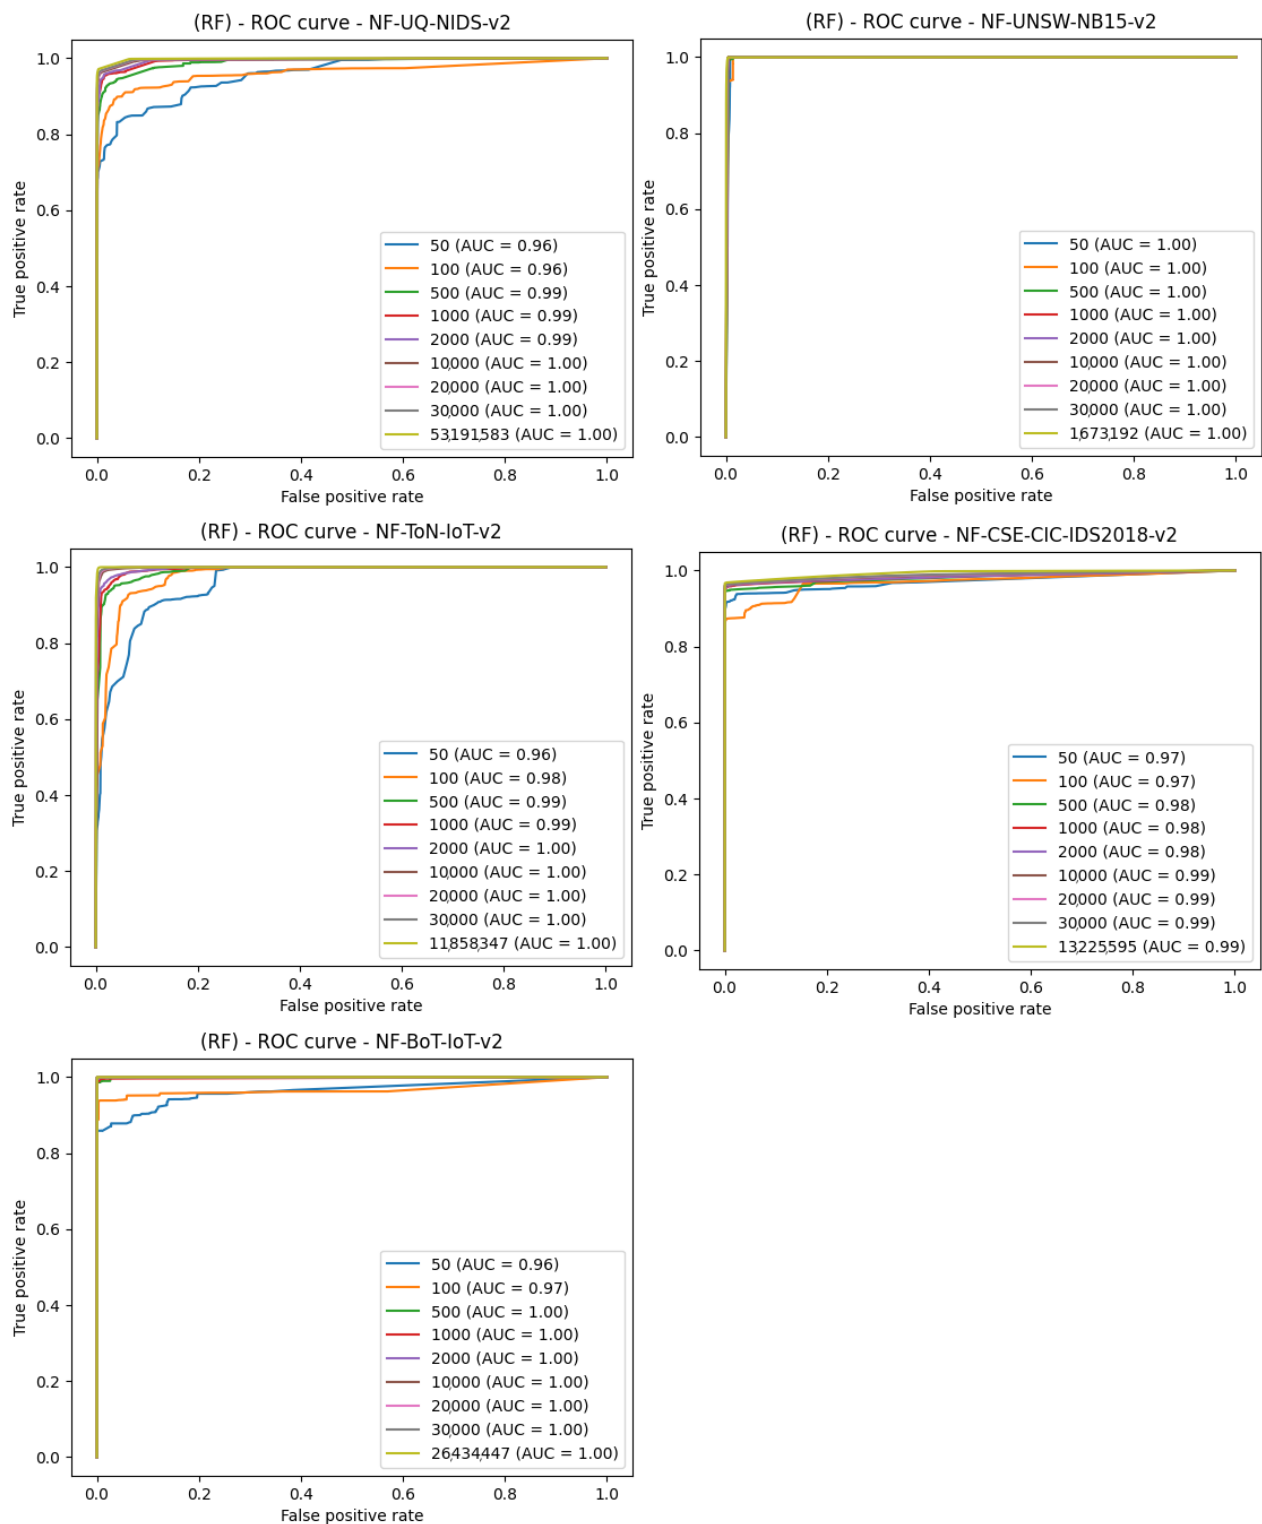 (RF) - ROC curve - NF-UQ-NIDS-v2
True positive rate
1.0
0.8
0.6
0.4
0.2
0.0
50 (AUC = 0.96)
100 (AUC = 0.96)
500 (AUC = 0.99)
1000 (AUC = 0.99)
2000 (AUC = 0.99)
10,000 (AUC = 1.00)
20,000 (AUC = 1.00)
30,000 (AUC = 1.00)
53,191,583 (AUC = 1.00)
0.0 0.2 0.4 0.6 0.8 1.0
False positive rate
(RF) - ROC curve - NF-UNSW-NB15-v2
True positive rate
1.0
0.8
0.6
0.4
0.2
0.0
50 (AUC = 1.00)
100 (AUC = 1.00)
500 (AUC = 1.00)
1000 (AUC = 1.00)
2000 (AUC = 1.00)
10,000 (AUC = 1.00)
20,000 (AUC = 1.00)
30,000 (AUC = 1.00)
1,673,192 (AUC = 1.00)
0.0 0.2 0.4 0.6 0.8 1.0
False positive rate
(RF) - ROC curve - NF-ToN-IoT-v2
True positive rate
1.0
0.8
0.6
0.4
0.2
0.0
50 (AUC = 0.96)
100 (AUC = 0.98)
500 (AUC = 0.99)
1000 (AUC = 0.99)
2000 (AUC = 1.00)
10,000 (AUC = 1.00)
20,000 (AUC = 1.00)
30,000 (AUC = 1.00)
11,858,347 (AUC = 1.00)
0.0 0.2 0.4 0.6 0.8 1.0
False positive rate
(RF) - ROC curve - NF-CSE-CIC-IDS2018-v2
True positive rate
1.0
0.8
0.6
0.4
0.2
0.0
50 (AUC = 0.97)
100 (AUC = 0.97)
500 (AUC = 0.98)
1000 (AUC = 0.98)
2000 (AUC = 0.98)
10,000 (AUC = 0.99)
20,000 (AUC = 0.99)
30,000 (AUC = 0.99)
13,225,595 (AUC = 0.99)
0.0 0.2 0.4 0.6 0.8 1.0
False positive rate
(RF) - ROC curve - NF-BoT-IoT-v2
True positive rate
1.0
0.8
0.6
0.4
0.2
0.0
50 (AUC = 0.96)
100 (AUC = 0.97)
500 (AUC = 1.00)
1000 (AUC = 1.00)
2000 (AUC = 1.00)
10,000 (AUC = 1.00)
20,000 (AUC = 1.00)
30,000 (AUC = 1.00)
26,434,447 (AUC = 1.00)
0.0 0.2 0.4 0.6 0.8 1.0
False positive rate